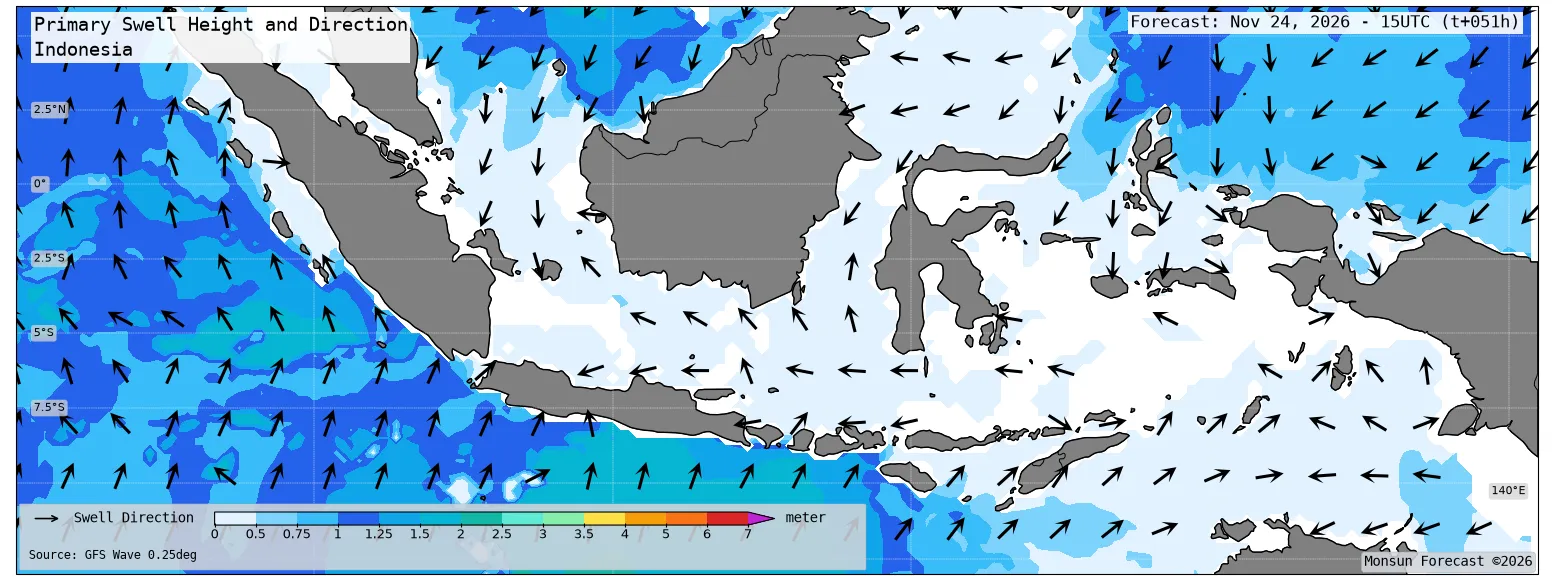 Primary Swell Height and Direction
Indonesia
Forecast: Nov 24, 2026 - 15UTC (t+051h)
2.5°N
0°
2.5°S
5°S
7.5°S
140°E
Swell Direction
0 0.5 0.75 1 1.25 1.5 2 2.5 3 3.5 4 5 6 7
meter
Source: GFS Wave 0.25deg
Monsun Forecast ©2026